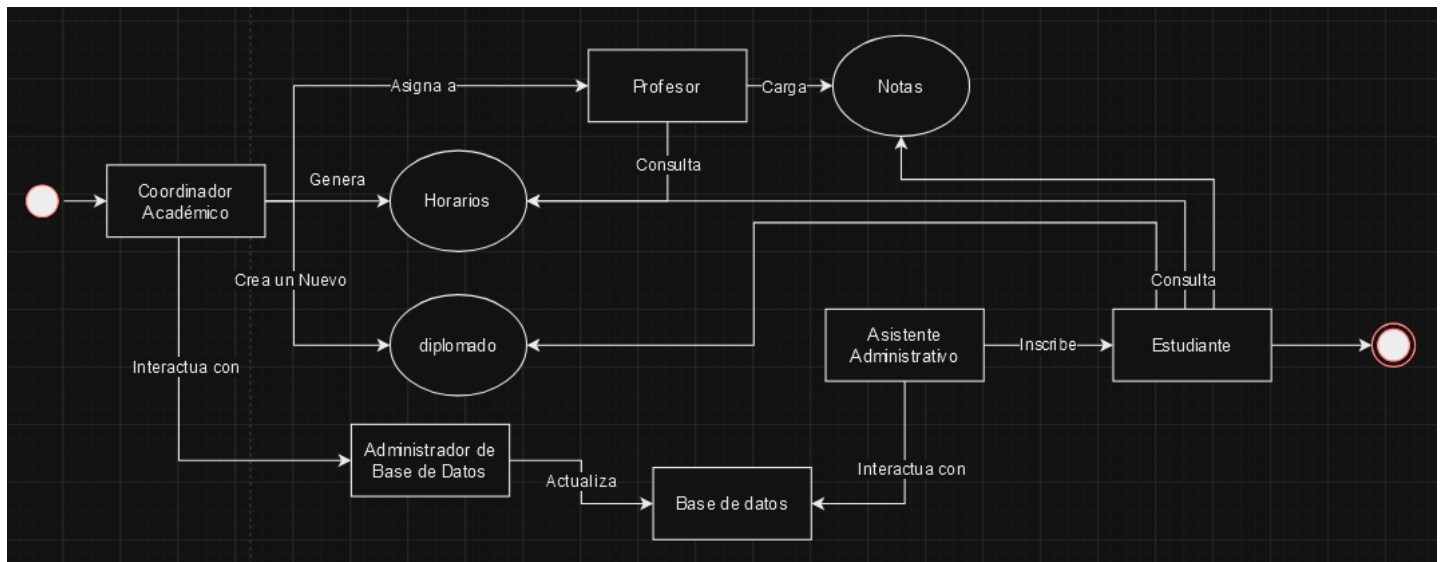 Asigna a
Profesor
Carga
Notas
Consulta
Coordinador
Académico
Genera
Horarios
Crea un Nuevo
Consulta
diplomado
Asistente
Administrativo
Inscribe
Estudiante
Interactua con
Administrador de
Base de Datos
Actualiza
Interactua con
Base de datos